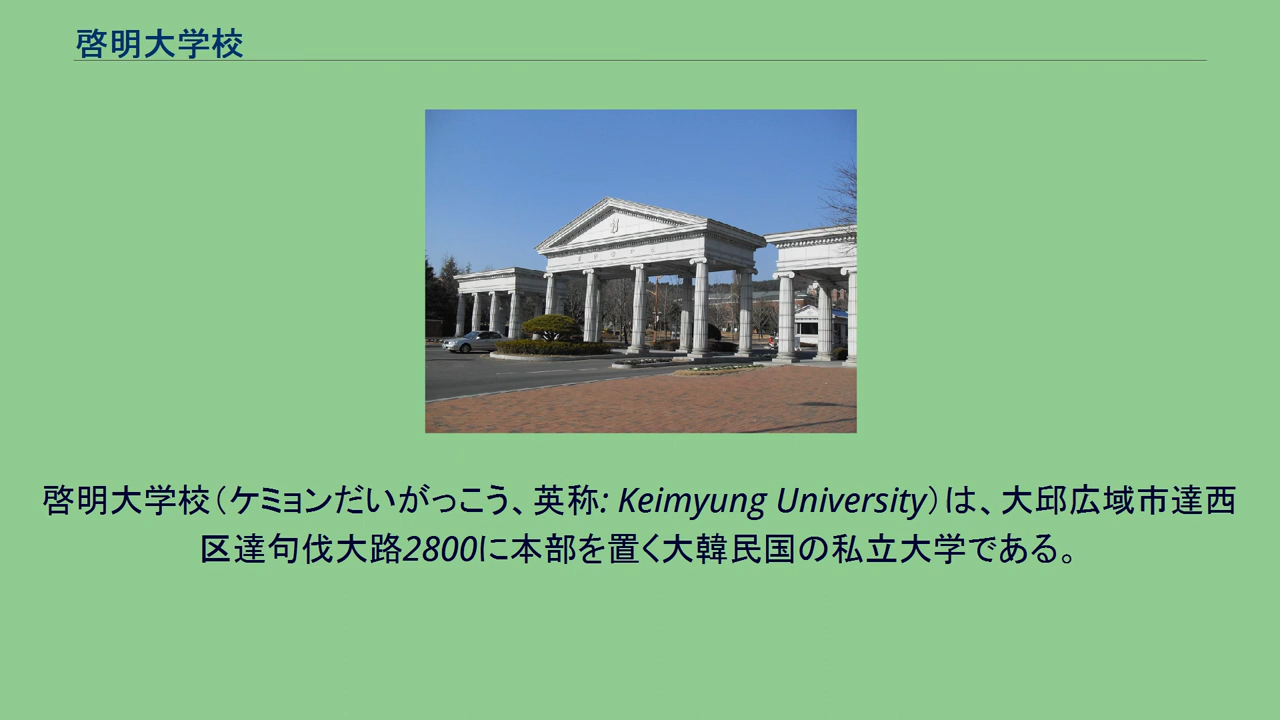 啓明大学校
啓明大学校（ケミョンだいがっこう、英称: Keimyung University）は、大邱広域市達西
区達句伐大路2800に本部を置く大韓民国の私立大学である。